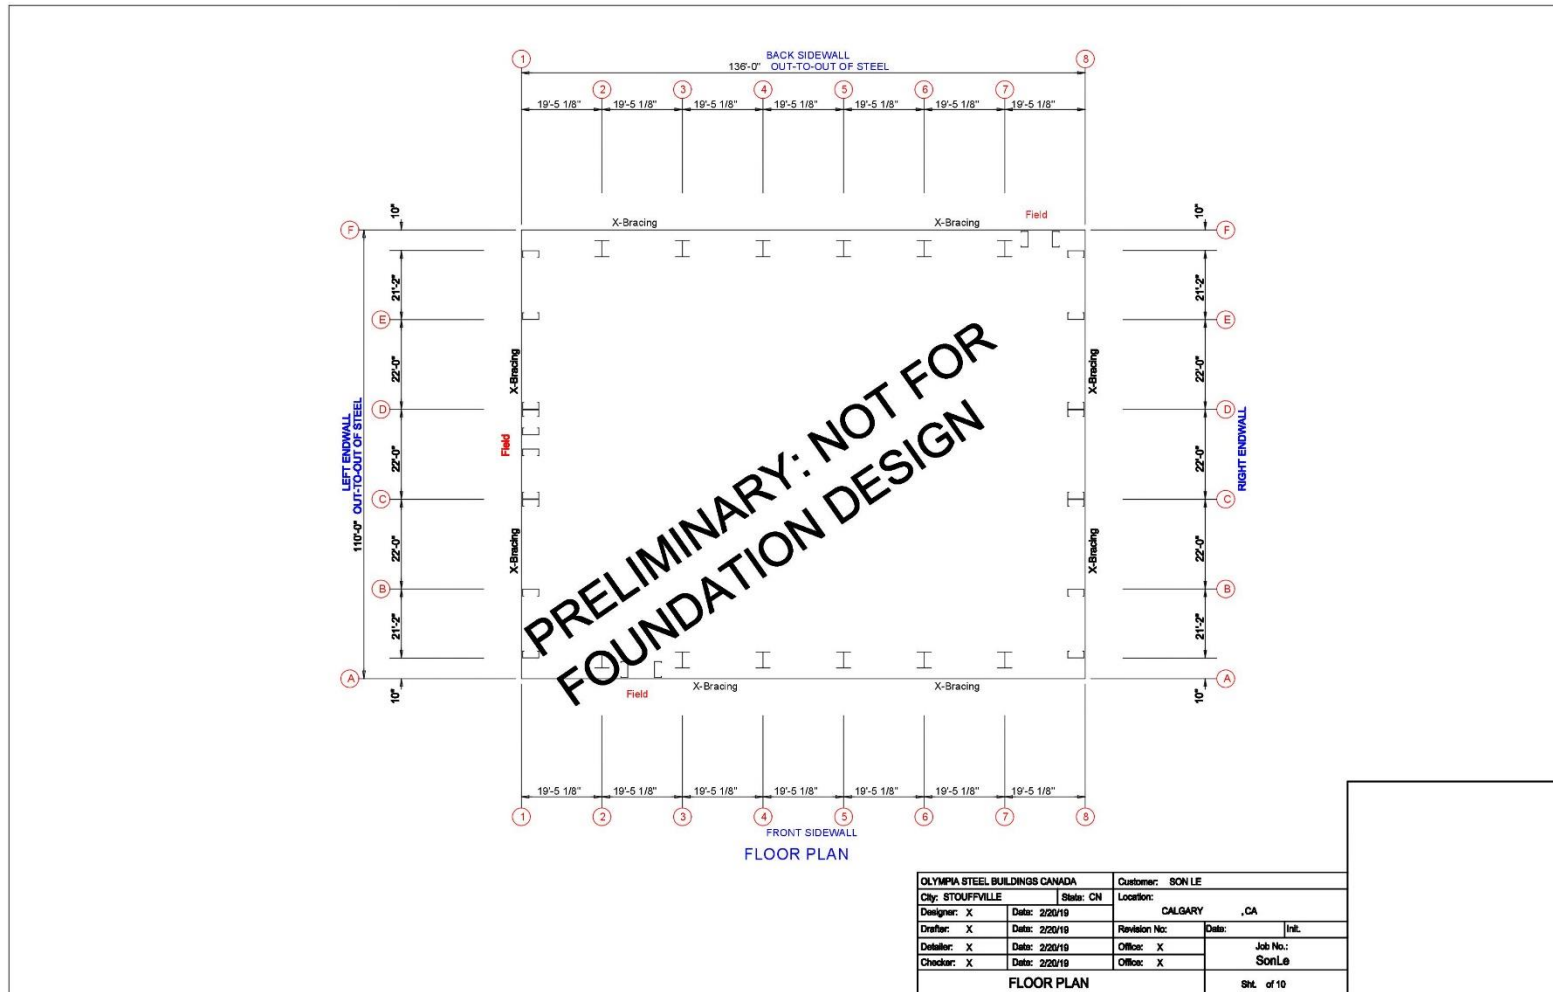 BACK SIDEWALL
136'-0" OUT-TO-OUT OF STEEL
1 8
2 3 4 5 6 7
19'-5 1/8" 19'-5 1/8" 19'-5 1/8" 19'-5 1/8" 19'-5 1/8" 19'-5 1/8" 19'-5 1/8"
10" 10"
X-Bracing X-Bracing Field
F F
21'-2" 21'-2"
E E
22'-0" X-Bracing X-Bracing 22'-0"
D D
LEFT ENDWALL
110'-0" OUT-TO-OUT OF STEEL
22'-0" Field 22'-0"
RIGHT ENDWALL
C C
22'-0" X-Bracing X-Bracing 22'-0"
B B
21'-2" 21'-2"
A A
10" 10"
PRELIMINARY: NOT FOR
FOUNDATION DESIGN
Field X-Bracing X-Bracing
19'-5 1/8" 19'-5 1/8" 19'-5 1/8" 19'-5 1/8" 19'-5 1/8" 19'-5 1/8" 19'-5 1/8"
1 2 3 4 5 6 7 8
FRONT SIDEWALL
FLOOR PLAN
OLYMPIA STEEL BUILDINGS CANADA Customer: SON LE
City: STOUFFVILLE State: CN Location:
Designer: X Date: 2/20/19 CALGARY ,CA
Drafter: X Date: 2/20/19 Revision No: Date: Init.
Detailer: X Date: 2/20/19 Office: X Job No.:
Checker: X Date: 2/20/19 Office: X SonLe
FLOOR PLAN Sht. of 10